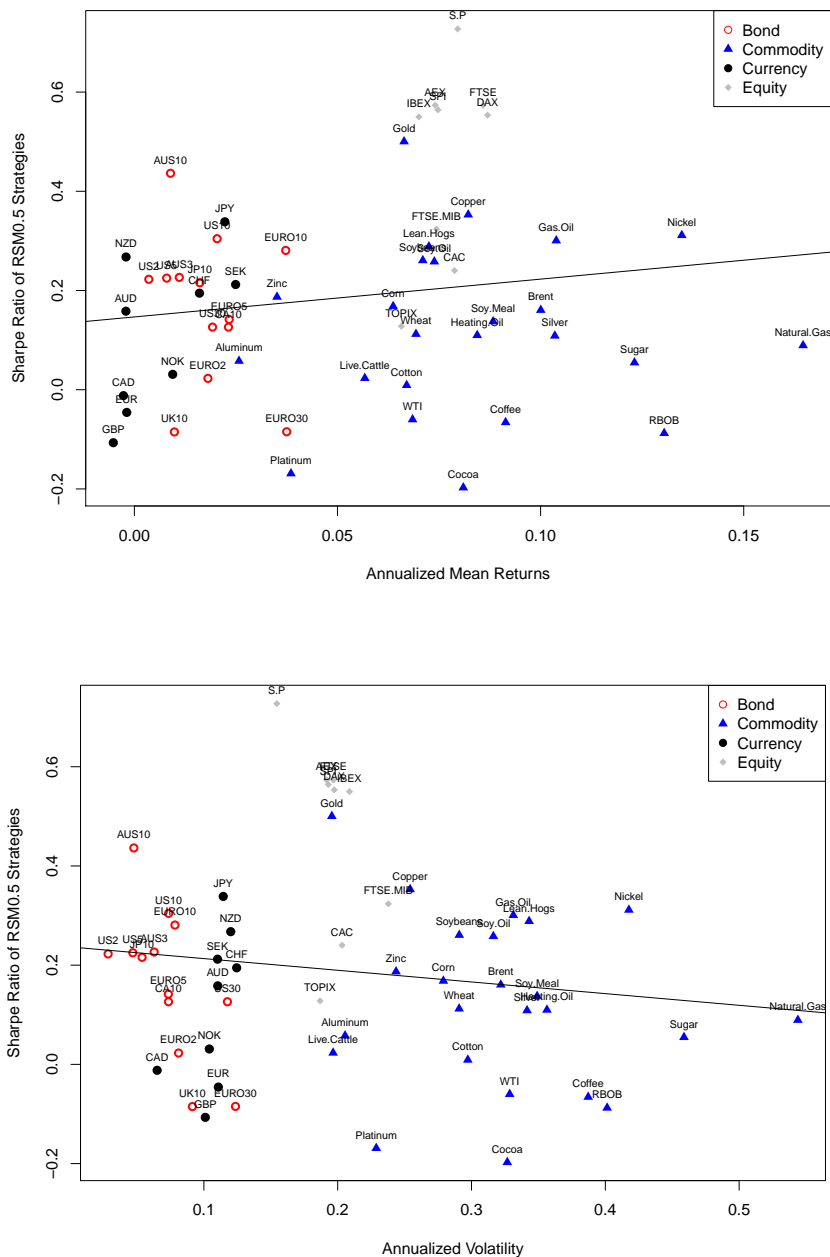 S.P
Bond
Commodity
Currency
Equity
AEX
FTSE
SPI
DAX
IBEX
Gold
AUS10
Copper
JPY
FTSE.MIB
Nickel
US10
EURO10
Lean.Hogs
Gas.Oil
NZD
Soybeans
Soy.Oil
CAC
US2
US5
AUS3
JP10
SEK
CHF
Zinc
AUD
Corn
Brent
EURO5
US30
CA10
TOPIX
Soy.Meal
Wheat
Heating.Oil
Silver
Natural.Gas
NOK
Aluminum
EURO2
Live.Cattle
Cotton
Sugar
CAD
EUR
GBP
UK10
EURO30
WTI
Coffee
RBOB
Platinum
Cocoa
−0.2
0.0
0.2
0.4
0.6
Sharpe Ratio of RSM0.5 Strategies
0.00
0.05
0.10
0.15
Annualized Mean Returns
S.P
Bond
Commodity
Currency
Equity
AEX
FTSE
SPI
DAX
IBEX
Gold
AUS10
JPY
Copper
US10
FTSE.MIB
EURO10
Gas.Oil
Lean.Hogs
Nickel
NZD
Soybeans
Soy.Oil
US2
US5
AUS3
JP10
SEK
CHF
CAC
Zinc
AUD
Corn
Brent
EURO5
CA10
US30
TOPIX
Wheat
Soy.Meal
Silver
Heating.Oil
Natural.Gas
EURO2
NOK
Aluminum
Live.Cattle
Cotton
Sugar
CAD
EUR
UK10
GBP
EURO30
WTI
Coffee
RBOB
Platinum
Cocoa
−0.2
0.0
0.2
0.4
0.6
Sharpe Ratio of RSM0.5 Strategies
0.1
0.2
0.3
0.4
0.5
Annualized Volatility